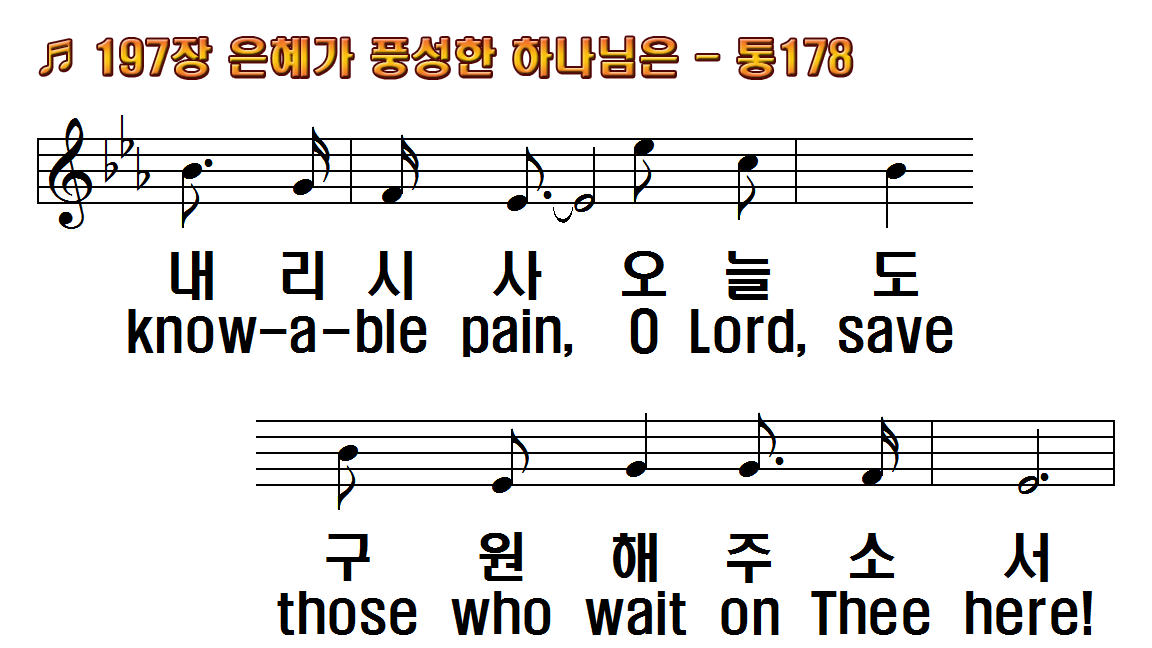 ♬ 197장 은혜가 풍성한 하나님은 - 통178
내 리 시 사 오 늘 도
know-a-ble pain, O Lord, save
구 원 해 주 소 서
those who wait on Thee here!